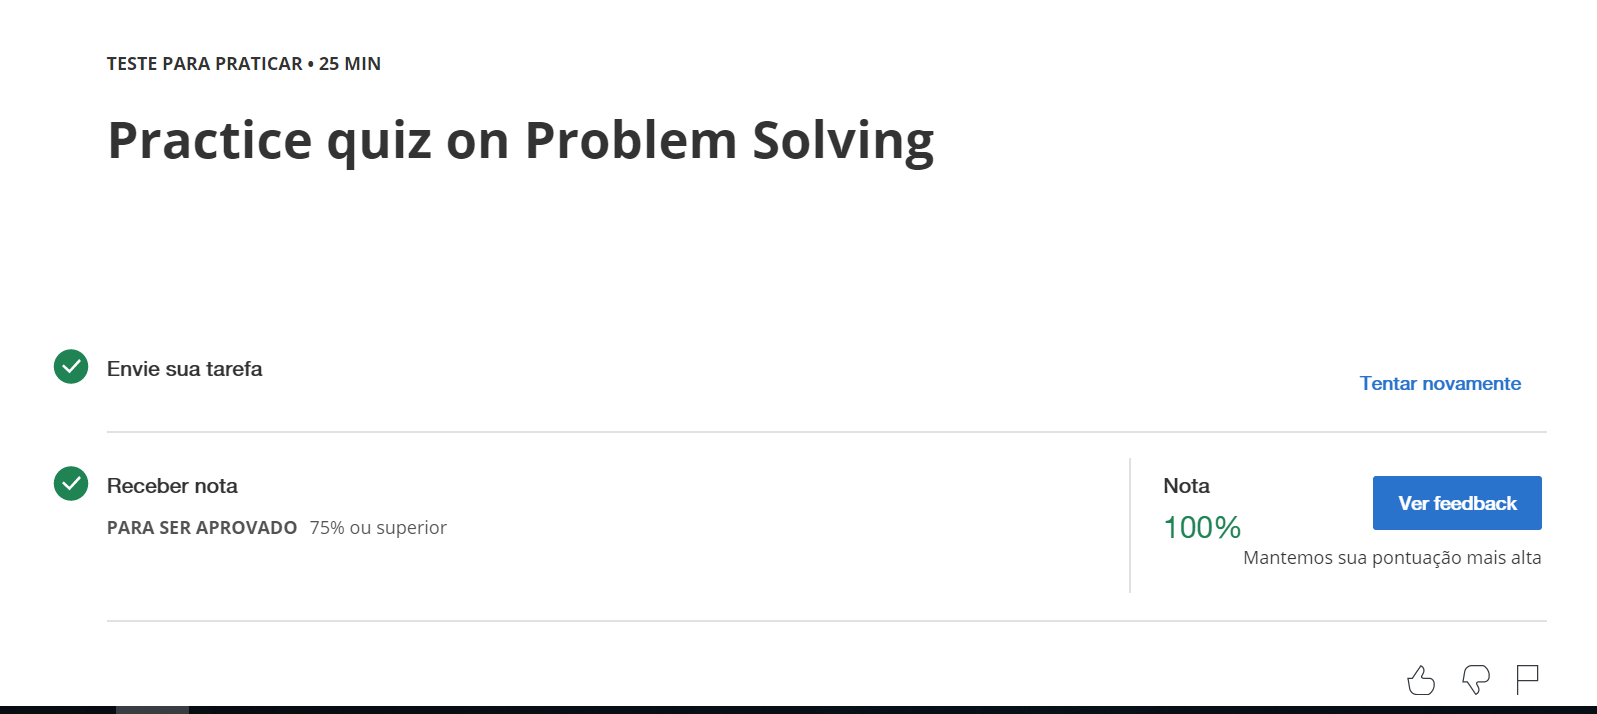 TESTE PARA PRATICAR • 25 MIN
Practice quiz on Problem Solving
Envie sua tarefa
Tentar novamente
Receber nota
PARA SER APROVADO 75% ou superior
Nota
100%
Ver feedback
Mantemos sua pontuação mais alta